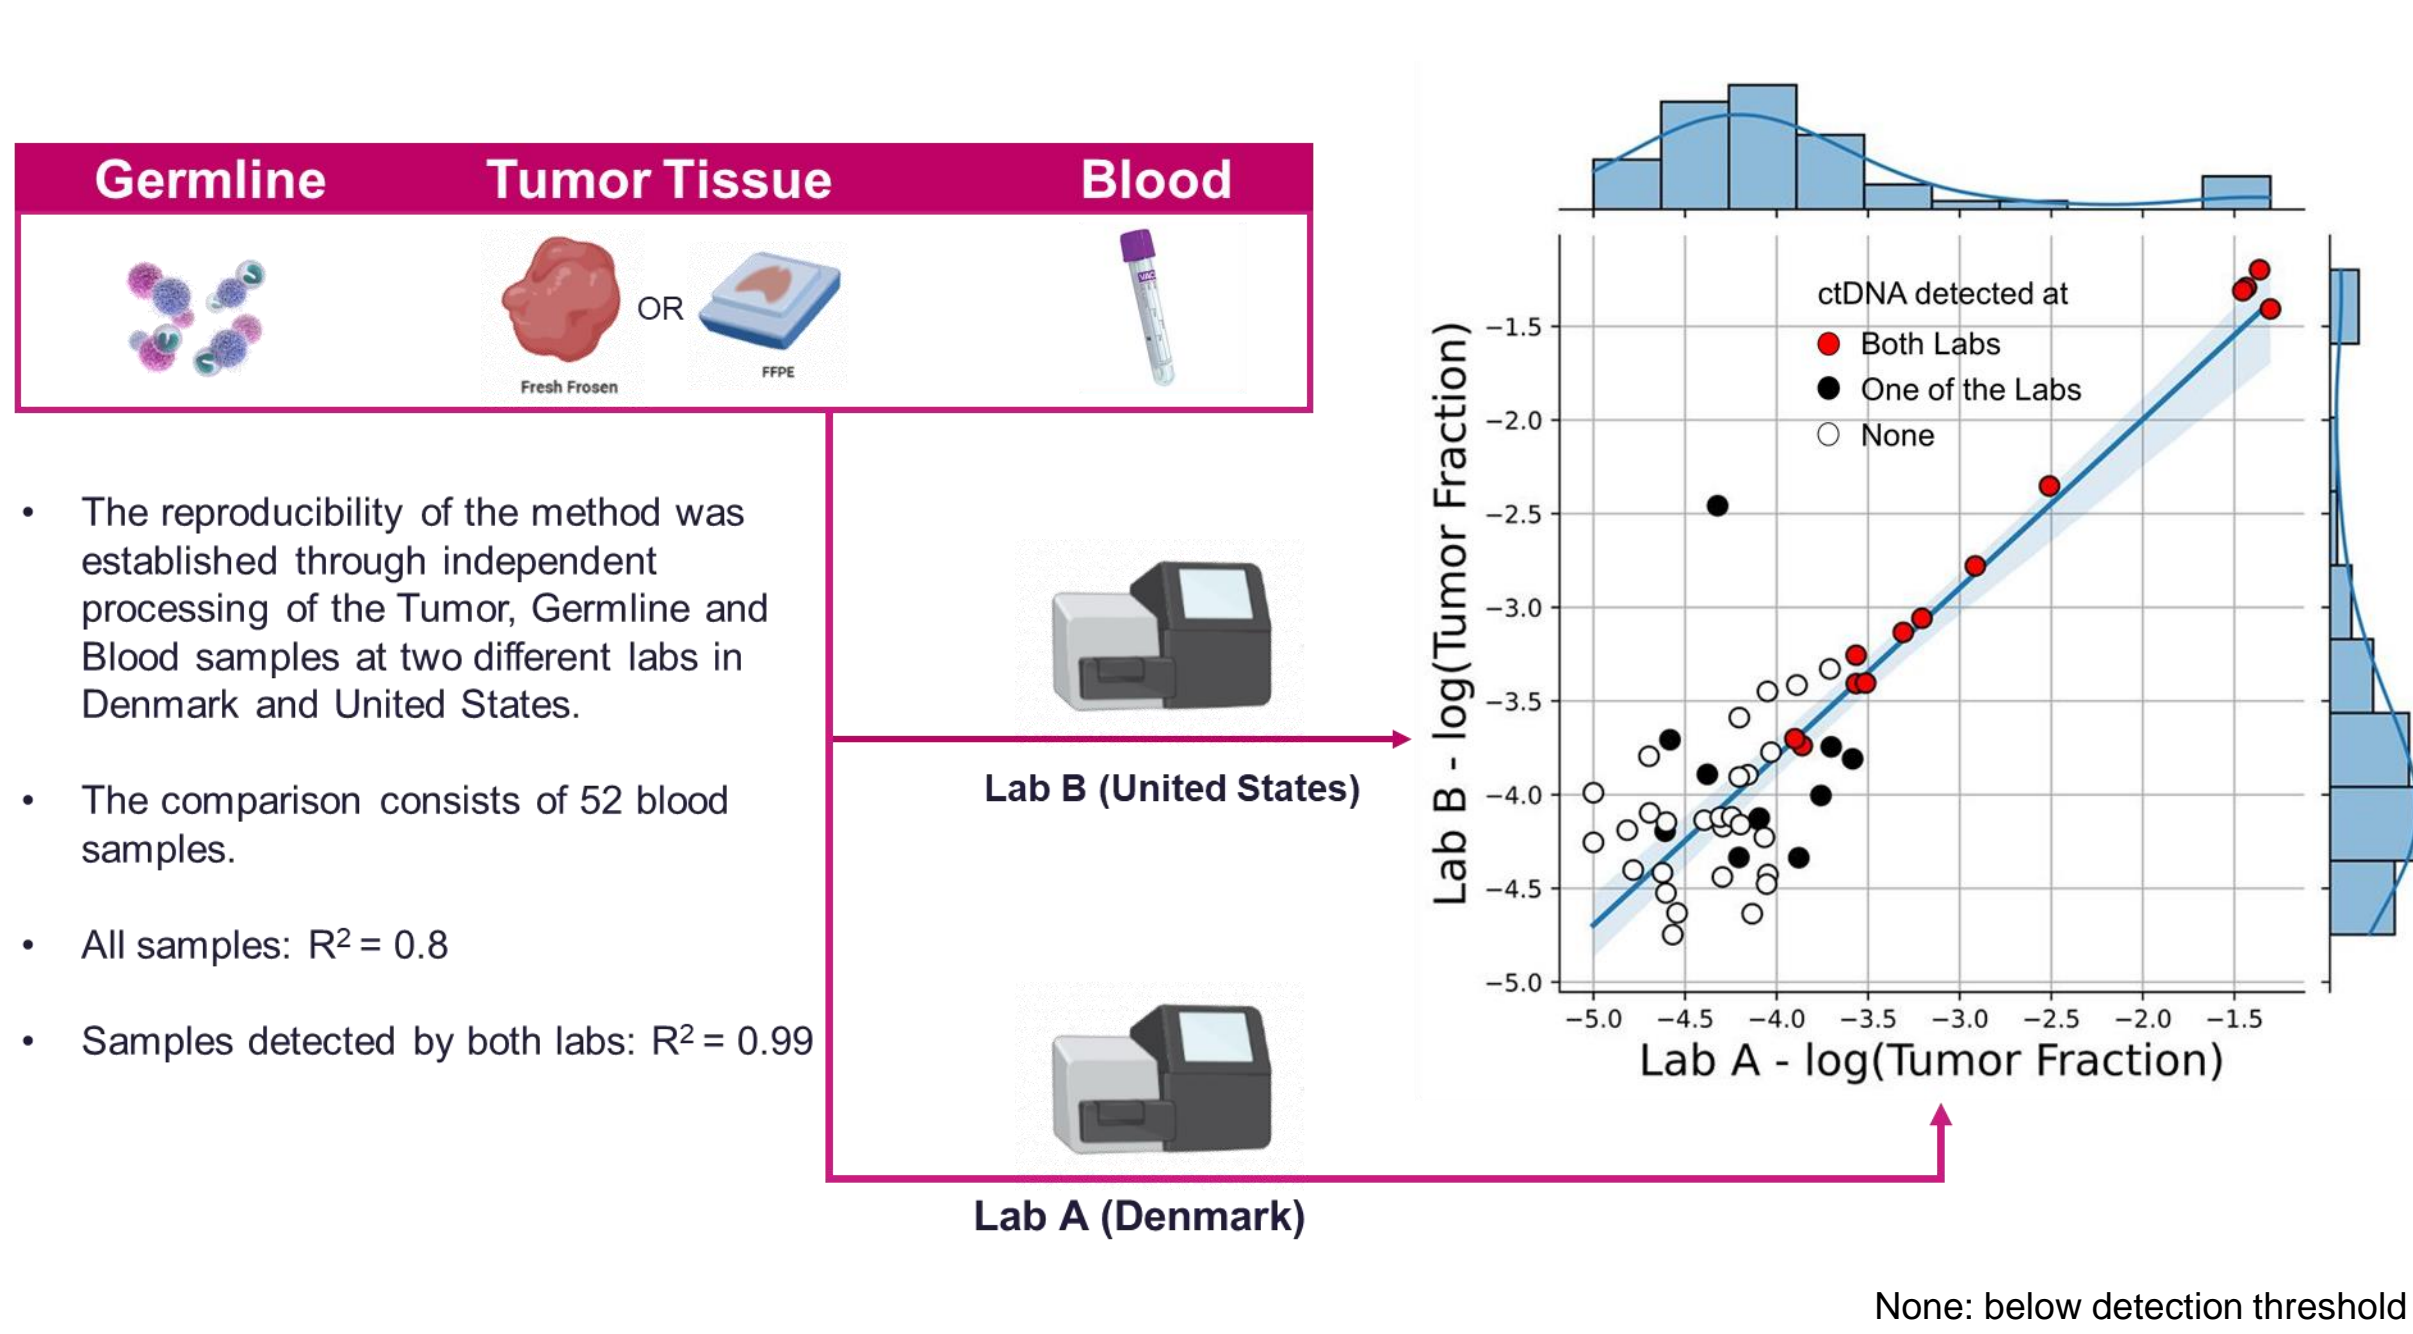 Germline Tumor Tissue Blood
OR
Fresh Frosen
FFPE
VAC
• The reproducibility of the method was
established through independent
processing of the Tumor, Germline and
Blood samples at two different labs in
Denmark and United States.
• The comparison consists of 52 blood
samples.
• All samples: R² = 0.8
• Samples detected by both labs: R² = 0.99
Lab B (United States)
Lab A (Denmark)
ctDNA detected at
Both Labs
One of the Labs
None
Lab B - log(Tumor Fraction)
−1.5
−2.0
−2.5
−3.0
−3.5
−4.0
−4.5
−5.0
−5.0 −4.5 −4.0 −3.5 −3.0 −2.5 −2.0 −1.5
Lab A - log(Tumor Fraction)
None: below detection threshold